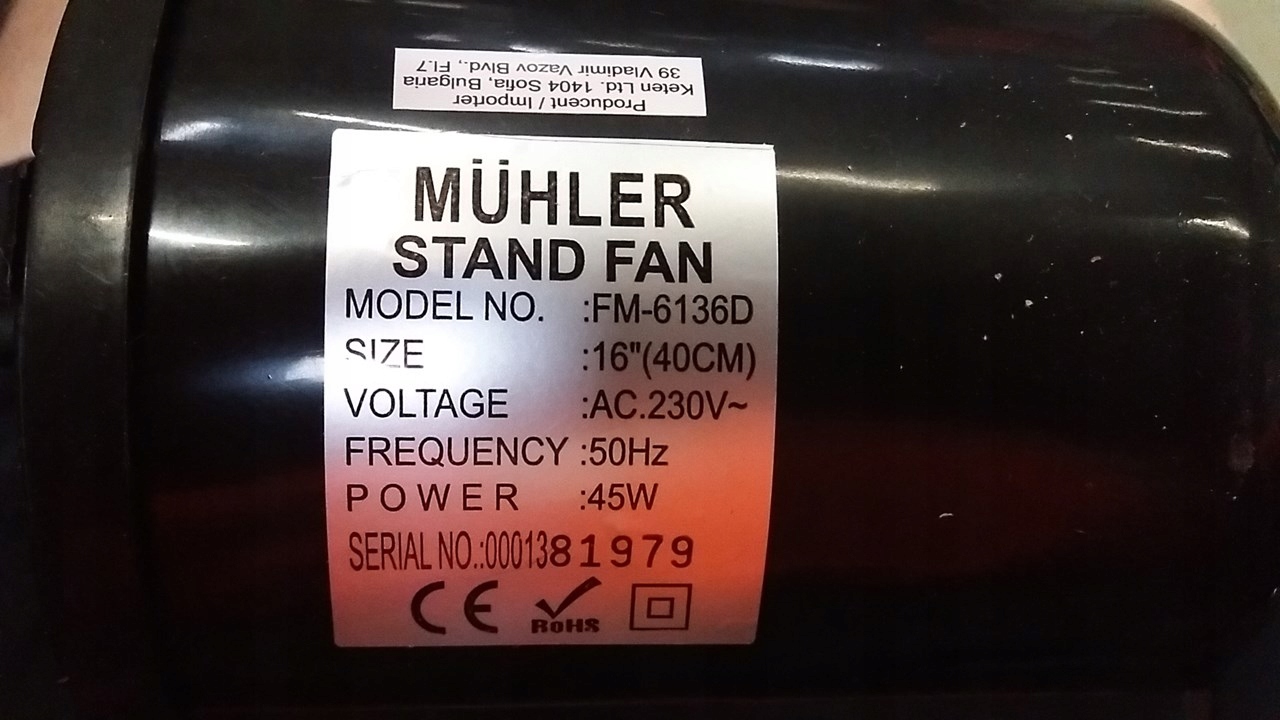 Producent / Importer
Keten Ltd. 1404 Sofia, Bulgaria
39 Vladimir Vazov Blvd., Fl.7
MÜHLER
STAND FAN
MODEL NO. :FM-6136D
SIZE :16"(40CM)
VOLTAGE :AC.230V~
FREQUENCY :50Hz
POWER :45W
SERIAL NO.:0001381979
CE RoHS